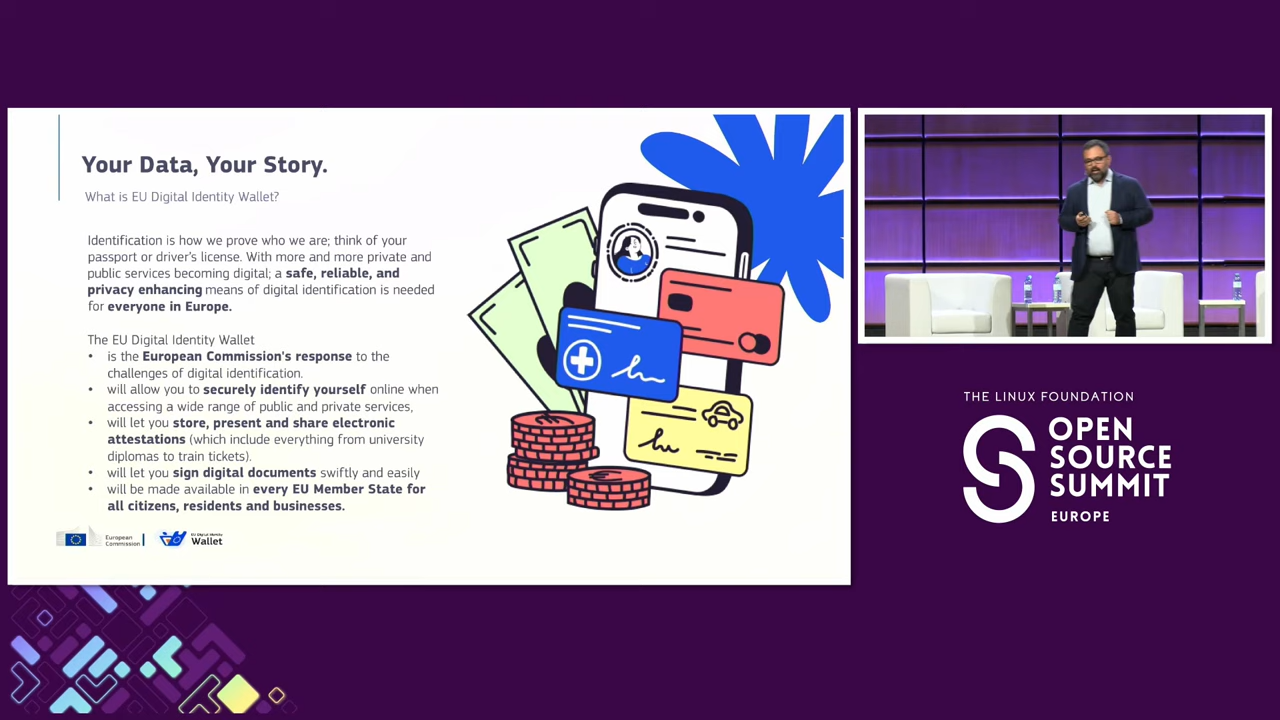 Your Data, Your Story.
What is EU Digital Identity Wallet?
Identification is how we prove who we are; think of your
passport or driver's license. With more and more private and
public services becoming digital; a safe, reliable, and
privacy enhancing means of digital identification is needed
for everyone in Europe.
The EU Digital Identity Wallet
• is the European Commission's response to the
challenges of digital identification.
• will allow you to securely identify yourself online when
accessing a wide range of public and private services,
• will let you store, present and share electronic
attestations (which include everything from university
diplomas to train tickets).
• will let you sign digital documents swiftly and easily
• will be made available in every EU Member State for
all citizens, residents and businesses.
European
Commission
EU Digital Identity
Wallet
THE LINUX FOUNDATION
OPEN
SOURCE
SUMMIT
EUROPE